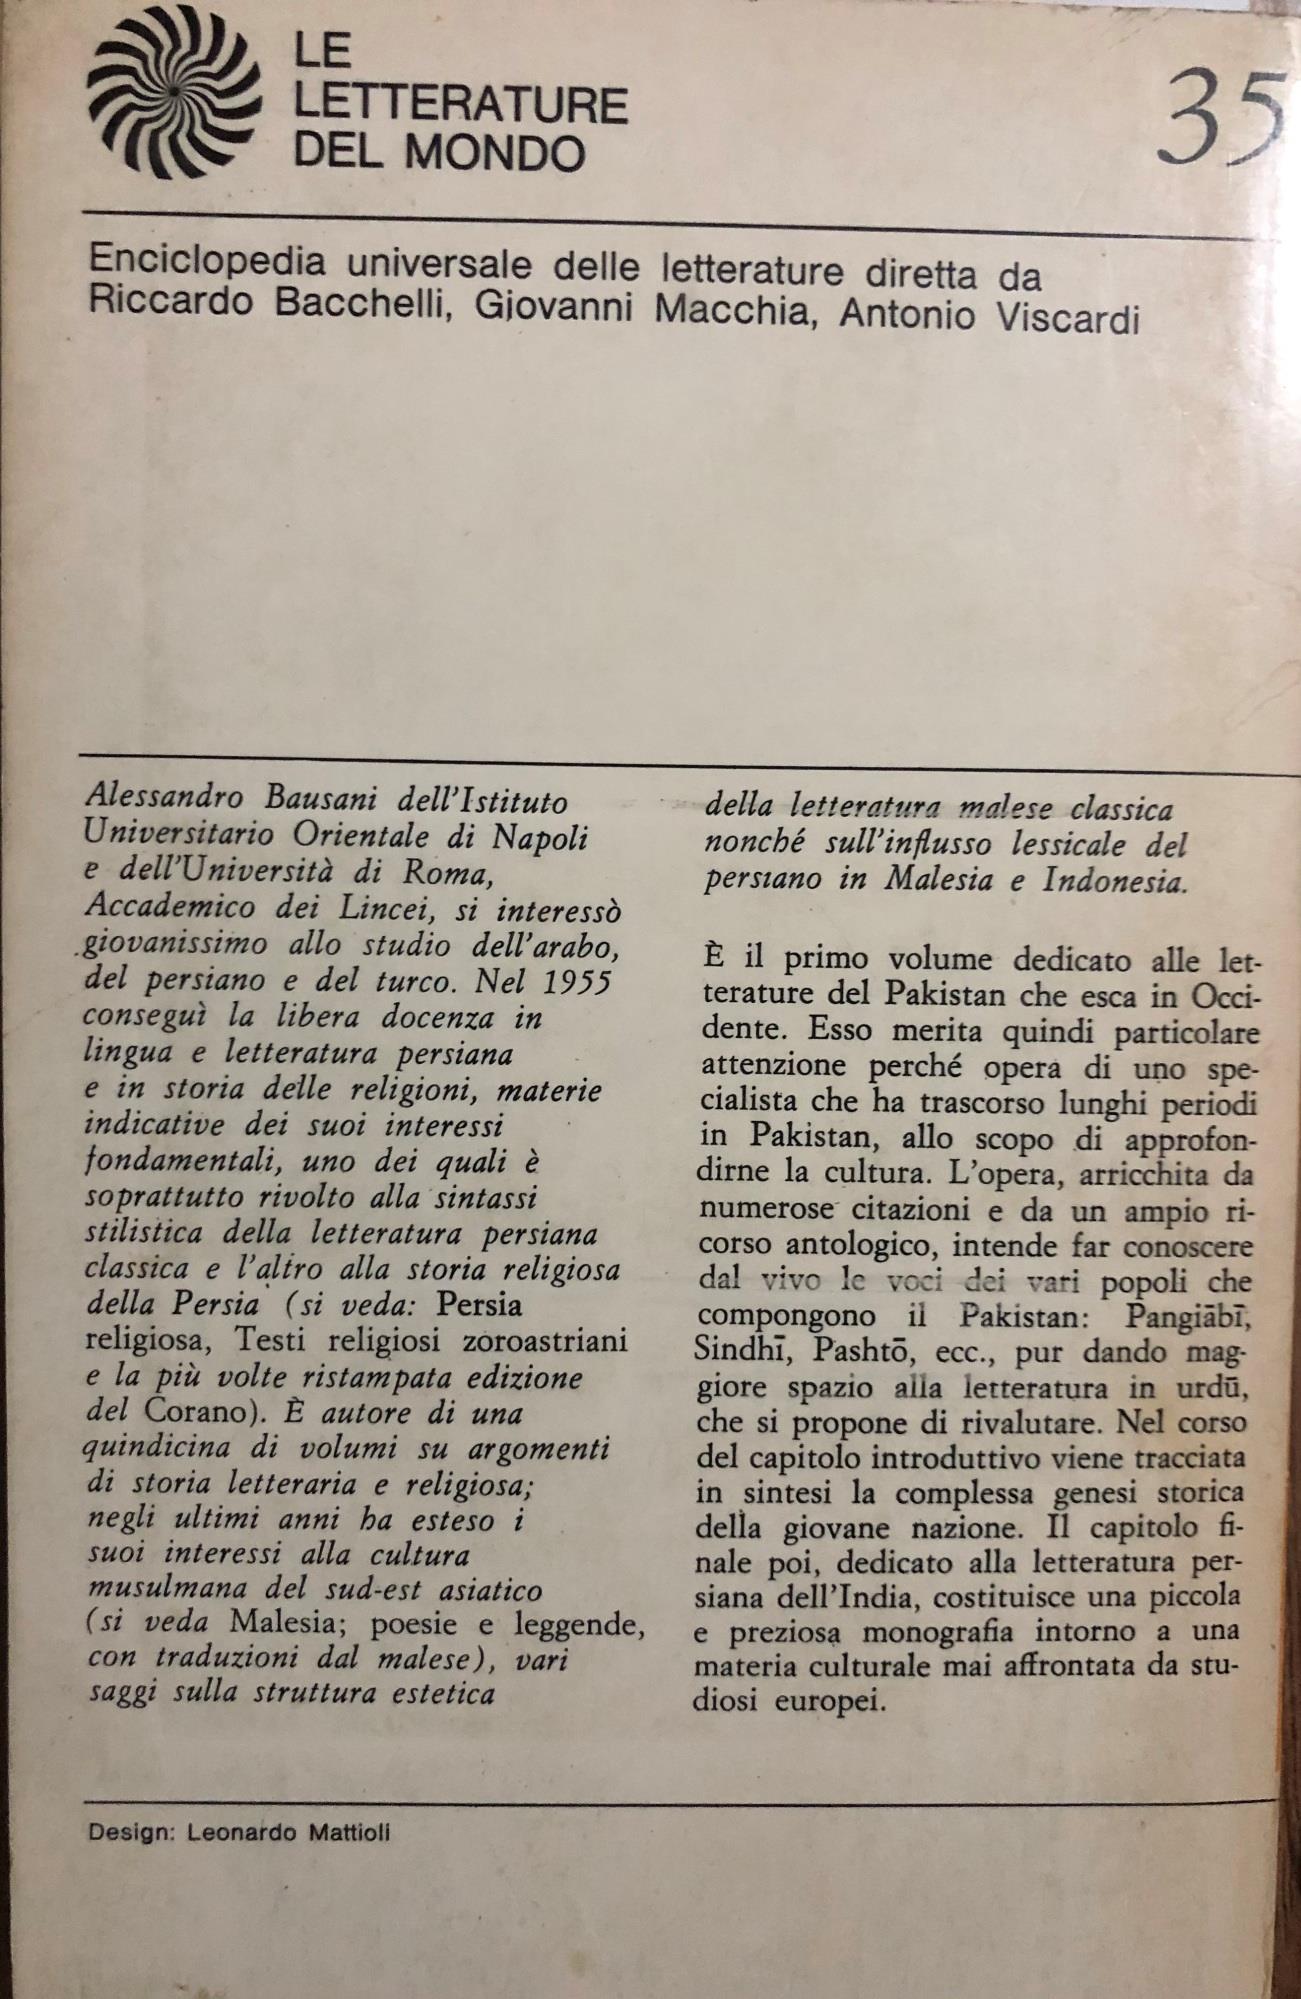 LE
LETTERATURE
DEL MONDO
35
Enciclopedia universale delle letterature diretta da
Riccardo Bacchelli, Giovanni Macchia, Antonio Viscardi
Alessandro Bausani dell'Istituto
Universitario Orientale di Napoli
e dell'Università di Roma,
Accademico dei Lincei, si interessò
giovanissimo allo studio dell'arabo,
del persiano e del turco. Nel 1955
conseguì la libera docenza in
lingua e letteratura persiana
e in storia delle religioni, materie
indicative dei suoi interessi
fondamentali, uno dei quali è
soprattutto rivolto alla sintassi
stilistica della letteratura persiana
classica e l'altro alla storia religiosa
della Persia (si veda: Persia
religiosa, Testi religiosi zoroastriani
e la più volte ristampata edizione
del Corano). È autore di una
quindicina di volumi su argomenti
di storia letteraria e religiosa;
negli ultimi anni ha esteso i
suoi interessi alla cultura
musulmana del sud-est asiatico
(si veda Malesia; poesie e leggende,
con traduzioni dal malese), vari
saggi sulla struttura estetica
della letteratura malese classica
nonché sull'influsso lessicale del
persiano in Malesia e Indonesia.
È il primo volume dedicato alle let-
terature del Pakistan che esca in Occi-
dente. Esso merita quindi particolare
attenzione perché opera di uno spe-
cialista che ha trascorso lunghi periodi
in Pakistan, allo scopo di approfon-
dirne la cultura. L'opera, arricchita da
numerose citazioni e da un ampio ri-
corso antologico, intende far conoscere
dal vivo le voci dei vari popoli che
compongono il Pakistan: Pangiābī,
Sindhī, Pashtō, ecc., pur dando mag-
giore spazio alla letteratura in urdū,
che si propone di rivalutare. Nel corso
del capitolo introduttivo viene tracciata
in sintesi la complessa genesi storica
della giovane nazione. Il capitolo fi-
nale poi, dedicato alla letteratura per-
siana dell'India, costituisce una piccola
e preziosa monografia intorno a una
materia culturale mai affrontata da stu-
diosi europei.
Design: Leonardo Mattioli